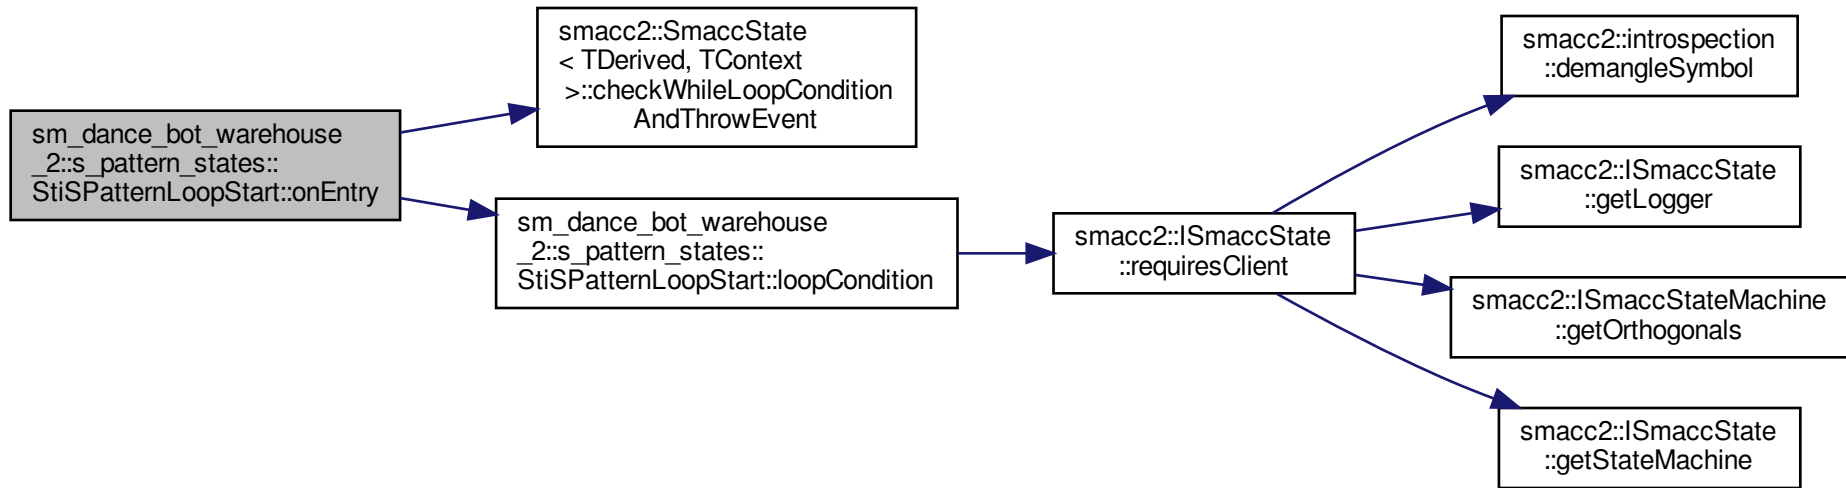 sm_dance_bot_warehouse
_2::s_pattern_states::
StiSPatternLoopStart::onEntry
smacc2::SmaccState
< TDerived, TContext
>::checkWhileLoopCondition
AndThrowEvent
sm_dance_bot_warehouse
_2::s_pattern_states::
StiSPatternLoopStart::loopCondition
smacc2::ISmaccState
::requiresClient
smacc2::introspection
::demangleSymbol
smacc2::ISmaccState
::getLogger
smacc2::ISmaccStateMachine
::getOrthogonals
smacc2::ISmaccState
::getStateMachine